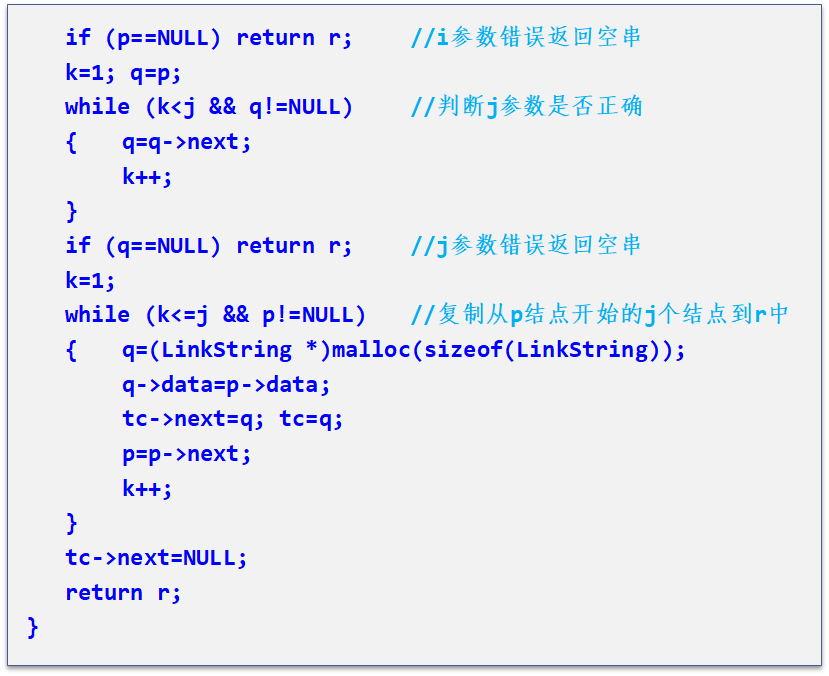 if (p==NULL) return r;    //i参数错误返回空串
k=1; q=p;
while (k<j && q!=NULL)    //判断j参数是否正确
{   q=q->next;
    k++;
}
if (q==NULL) return r;    //j参数错误返回空串
k=1;
while (k<=j && p!=NULL)   //复制从p结点开始的j个结点到r中
{   q=(LinkString *)malloc(sizeof(LinkString));
    q->data=p->data;
    tc->next=q; tc=q;
    p=p->next;
    k++;
}
tc->next=NULL;
return r;
}